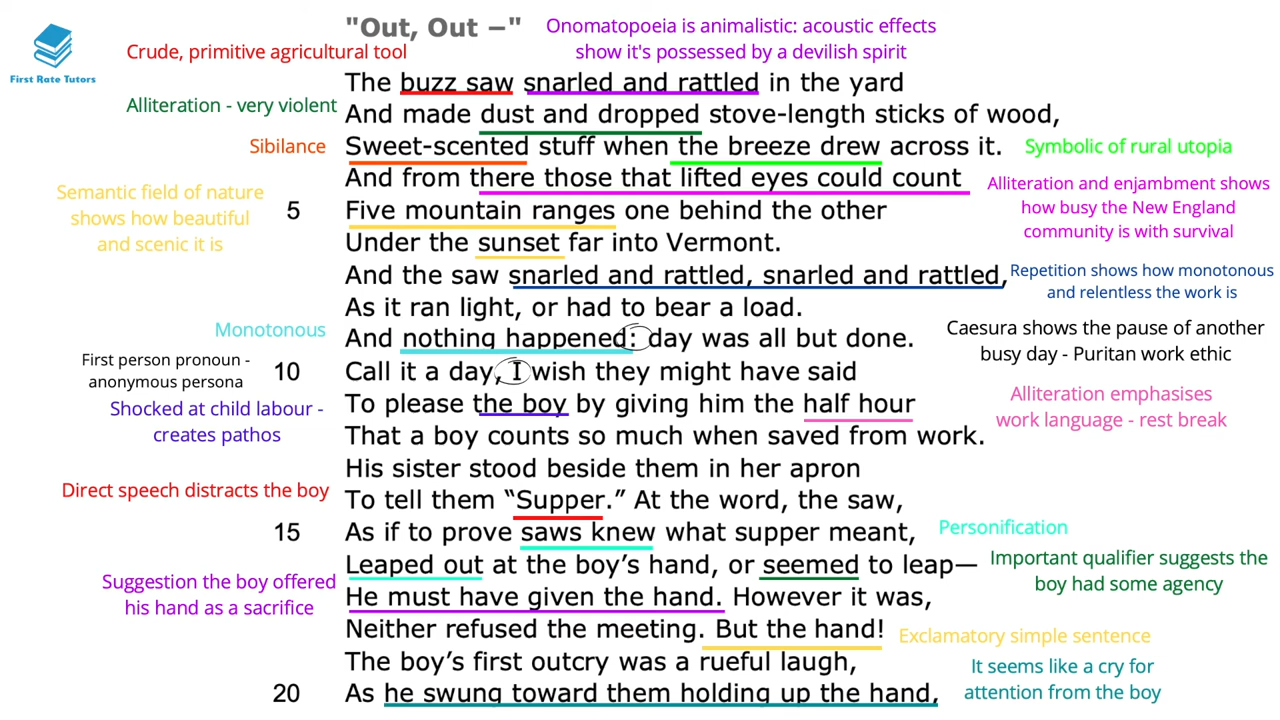 "Out, Out –"
Onomatopoeia is animalistic: acoustic effects
show it's possessed by a devilish spirit
First Rate Tutors
Crude, primitive agricultural tool
The buzz saw snarled and rattled in the yard
Alliteration - very violent
And made dust and dropped stove-length sticks of wood,
Sibilance
Sweet-scented stuff when the breeze drew across it.
Symbolic of rural utopia
And from there those that lifted eyes could count
Alliteration and enjambment shows
how busy the New England
community is with survival
Semantic field of nature
shows how beautiful
and scenic it is
5 Five mountain ranges one behind the other
Under the sunset far into Vermont.
And the saw snarled and rattled, snarled and rattled,
Repetition shows how monotonous
and relentless the work is
As it ran light, or had to bear a load.
Monotonous
And nothing happened: day was all but done.
Caesura shows the pause of another
busy day - Puritan work ethic
First person pronoun -
anonymous persona
10 Call it a day, I wish they might have said
Shocked at child labour -
creates pathos
To please the boy by giving him the half hour
Alliteration emphasises
work language - rest break
That a boy counts so much when saved from work.
His sister stood beside them in her apron
Direct speech distracts the boy
To tell them “Supper.” At the word, the saw,
15 As if to prove saws knew what supper meant,
Personification
Leaped out at the boy’s hand, or seemed to leap—
Important qualifier suggests the
boy had some agency
Suggestion the boy offered
his hand as a sacrifice
He must have given the hand. However it was,
Neither refused the meeting. But the hand!
Exclamatory simple sentence
The boy’s first outcry was a rueful laugh,
It seems like a cry for
attention from the boy
20 As he swung toward them holding up the hand,